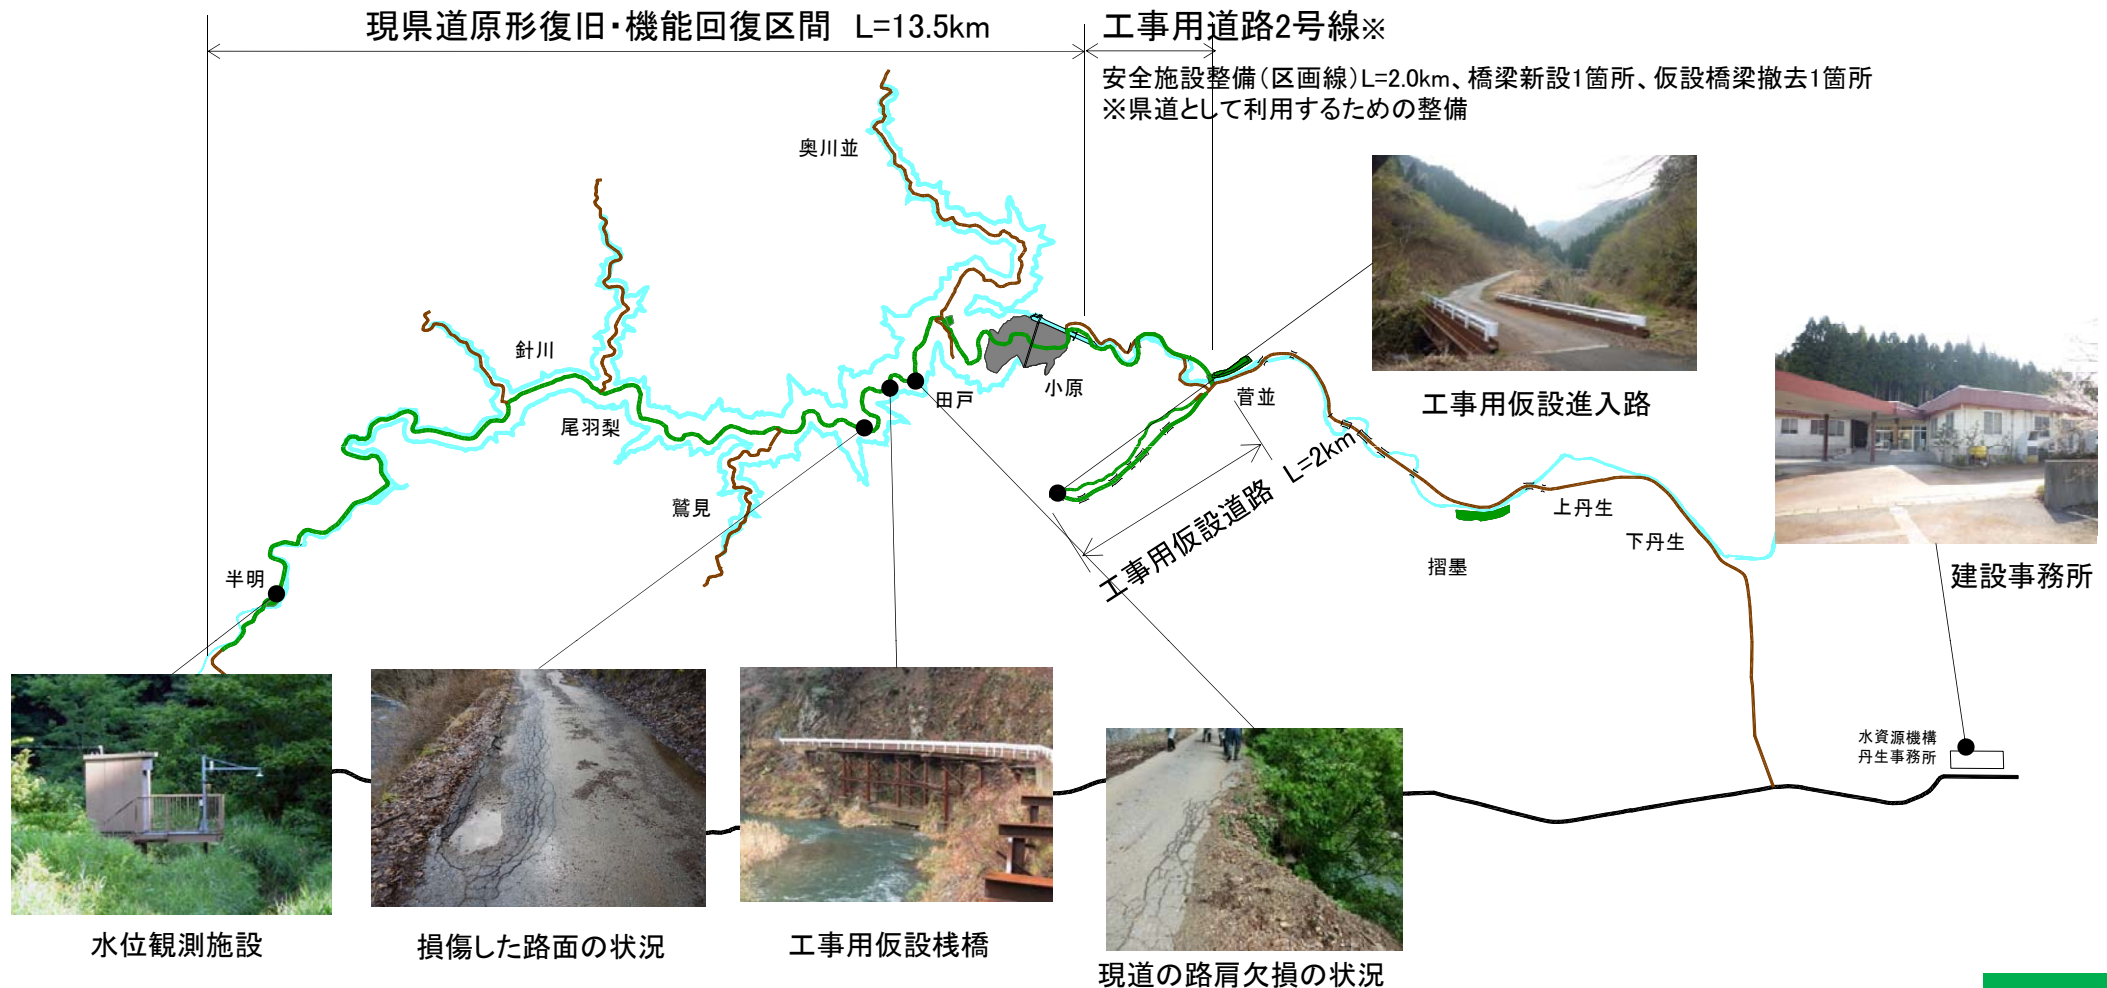 現県道原形復旧・機能回復区間 L=13.5km
工事用道路2号線※
安全施設整備(区画線)L=2.0km、橋梁新設1箇所、仮設橋梁撤去1箇所
※県道として利用するための整備
奥川並
針川
尾羽梨
田戸
小原
菅並
工事用仮設進入路
鷲見
工事用仮設道路 L=2km
上丹生
下丹生
摺墨
半明
建設事務所
水資源機構
丹生事務所
水位観測施設
損傷した路面の状況
工事用仮設桟橋
現道の路肩欠損の状況